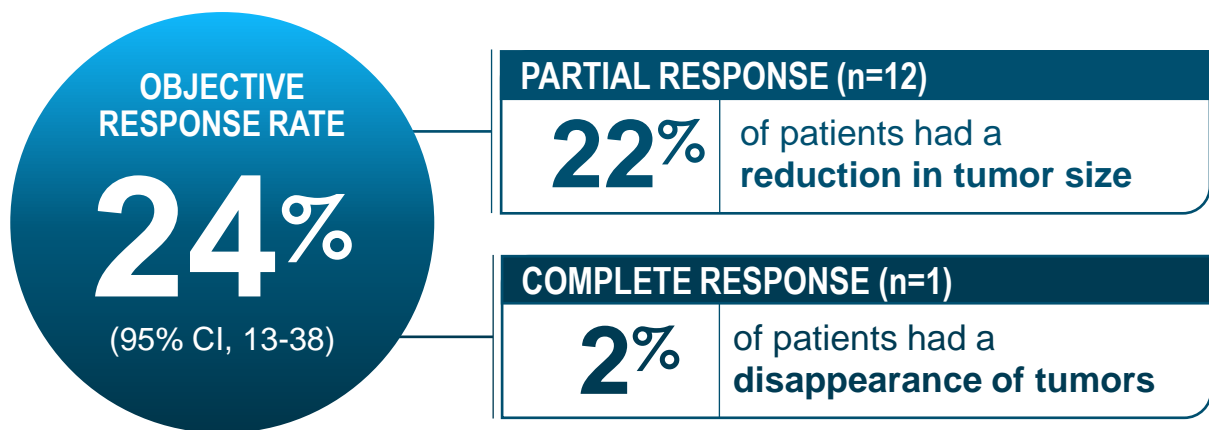 OBJECTIVE
RESPONSE RATE
24%
(95% CI, 13-38)
PARTIAL RESPONSE (n=12)
22%
of patients had a
reduction in tumor size
COMPLETE RESPONSE (n=1)
2%
of patients had a
disappearance of tumors